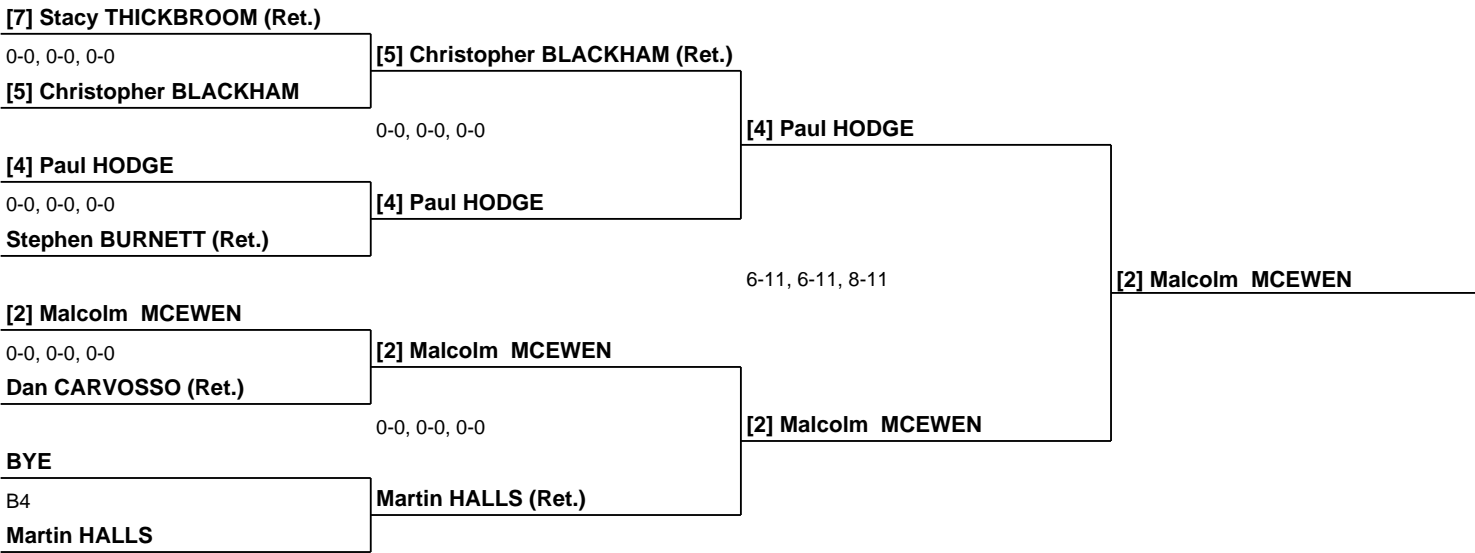 [7] Stacy THICKBROOM (Ret.)
0-0, 0-0, 0-0
[5] Christopher BLACKHAM (Ret.)
[5] Christopher BLACKHAM
0-0, 0-0, 0-0
[4] Paul HODGE
[4] Paul HODGE
0-0, 0-0, 0-0
[4] Paul HODGE
Stephen BURNETT (Ret.)
6-11, 6-11, 8-11
[2] Malcolm MCEWEN
[2] Malcolm MCEWEN
0-0, 0-0, 0-0
[2] Malcolm MCEWEN
Dan CARVOSSO (Ret.)
0-0, 0-0, 0-0
[2] Malcolm MCEWEN
BYE
B4
Martin HALLS (Ret.)
Martin HALLS